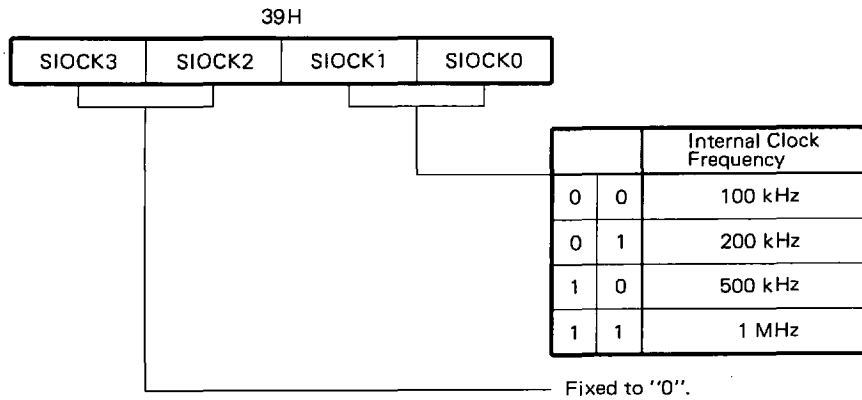 39H
SIOCK3 SIOCK2 SIOCK1 SIOCK0
Internal Clock
Frequency
0 0 100 kHz
0 1 200 kHz
1 0 500 kHz
1 1 1 MHz
Fixed to "0".